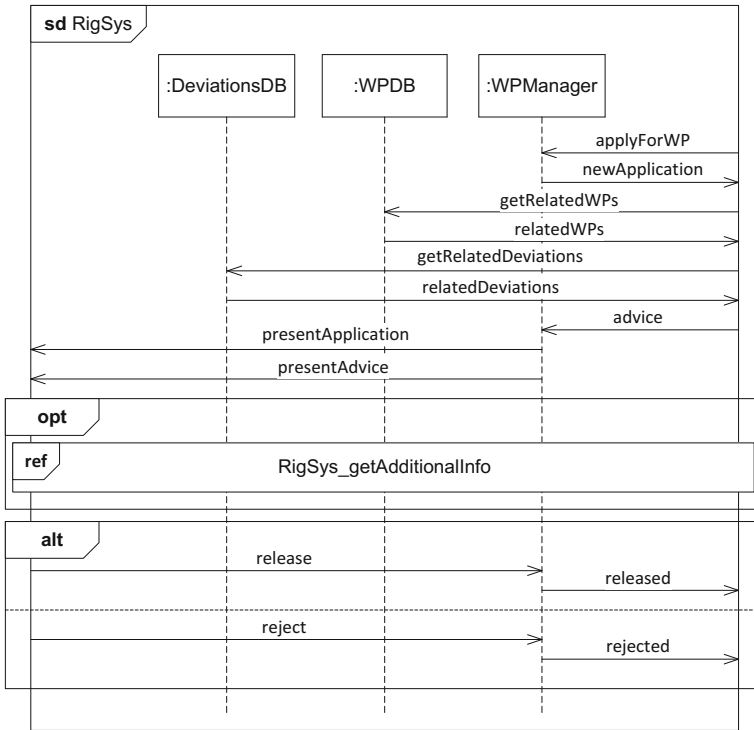 sd RigSys
:DeviationsDB :WPDB :WPManager
applyForWP
newApplication
getRelatedWPs
relatedWPs
getRelatedDeviations
relatedDeviations
advice
presentApplication
presentAdvice
opt
ref RigSys_getAdditionalInfo
alt
release
released
reject
rejected